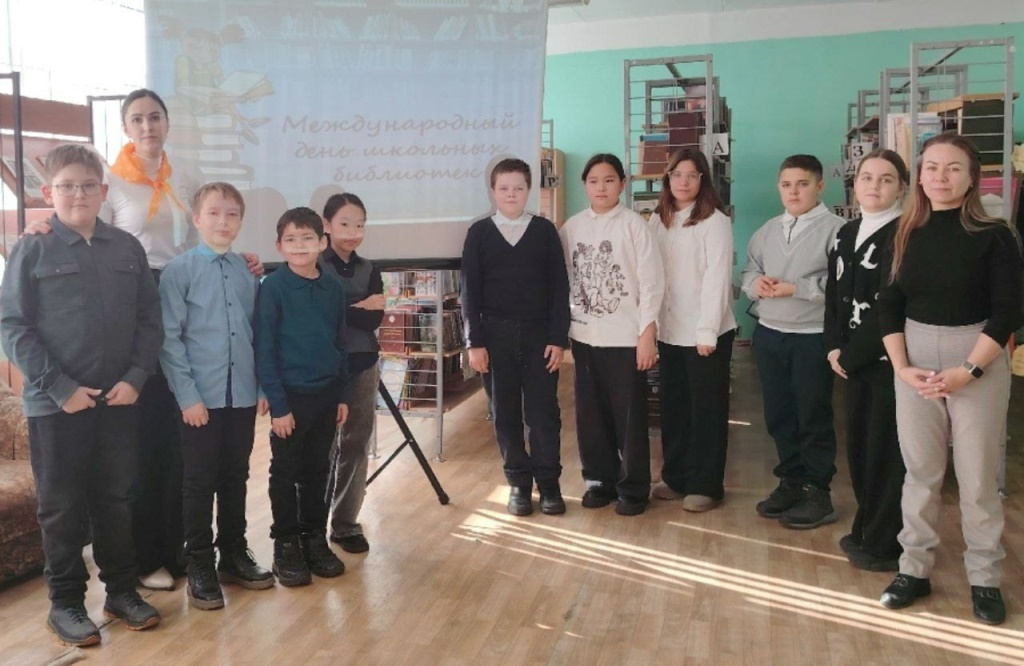 Международный
день школьных
библиотек
А
З
А